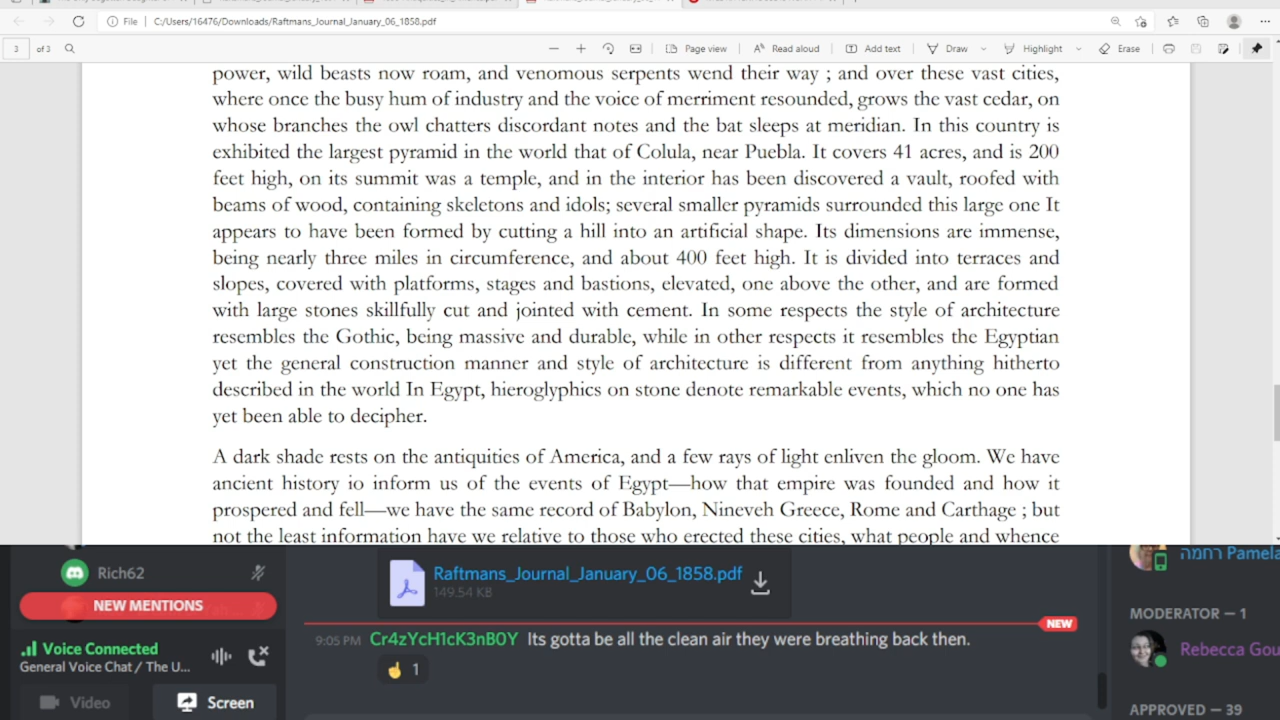 File C:/Users/16476/Downloads/Raftmans_Journal_January_06_1858.pdf
3 of 3 Page view Read aloud Add text Draw Highlight Erase
power, wild beasts now roam, and venomous serpents wend their way ; and over these vast cities,
where once the busy hum of industry and the voice of merriment resounded, grows the vast cedar, on
whose branches the owl chatters discordant notes and the bat sleeps at meridian. In this country is
exhibited the largest pyramid in the world that of Colula, near Puebla. It covers 41 acres, and is 200
feet high, on its summit was a temple, and in the interior has been discovered a vault, roofed with
beams of wood, containing skeletons and idols; several smaller pyramids surrounded this large one It
appears to have been formed by cutting a hill into an artificial shape. Its dimensions are immense,
being nearly three miles in circumference, and about 400 feet high. It is divided into terraces and
slopes, covered with platforms, stages and bastions, elevated, one above the other, and are formed
with large stones skillfully cut and jointed with cement. In some respects the style of architecture
resembles the Gothic, being massive and durable, while in other respects it resembles the Egyptian
yet the general construction manner and style of architecture is different from anything hitherto
described in the world In Egypt, hieroglyphics on stone denote remarkable events, which no one has
yet been able to decipher.
A dark shade rests on the antiquities of America, and a few rays of light enliven the gloom. We have
ancient history io inform us of the events of Egypt—how that empire was founded and how it
prospered and fell—we have the same record of Babylon, Nineveh Greece, Rome and Carthage ; but
not the least information have we relative to those who erected these cities, what people and whence
Rich62
NEW MENTIONS
Voice Connected
General Voice Chat / The U...
Video Screen
Raftmans_Journal_January_06_1858.pdf
149.54 KB
NEW
9:05 PM Cr4zYcH1cK3nB0Y Its gotta be all the clean air they were breathing back then.
1
רחמה Pamela
MODERATOR — 1
Rebecca Gou
APPROVED — 39